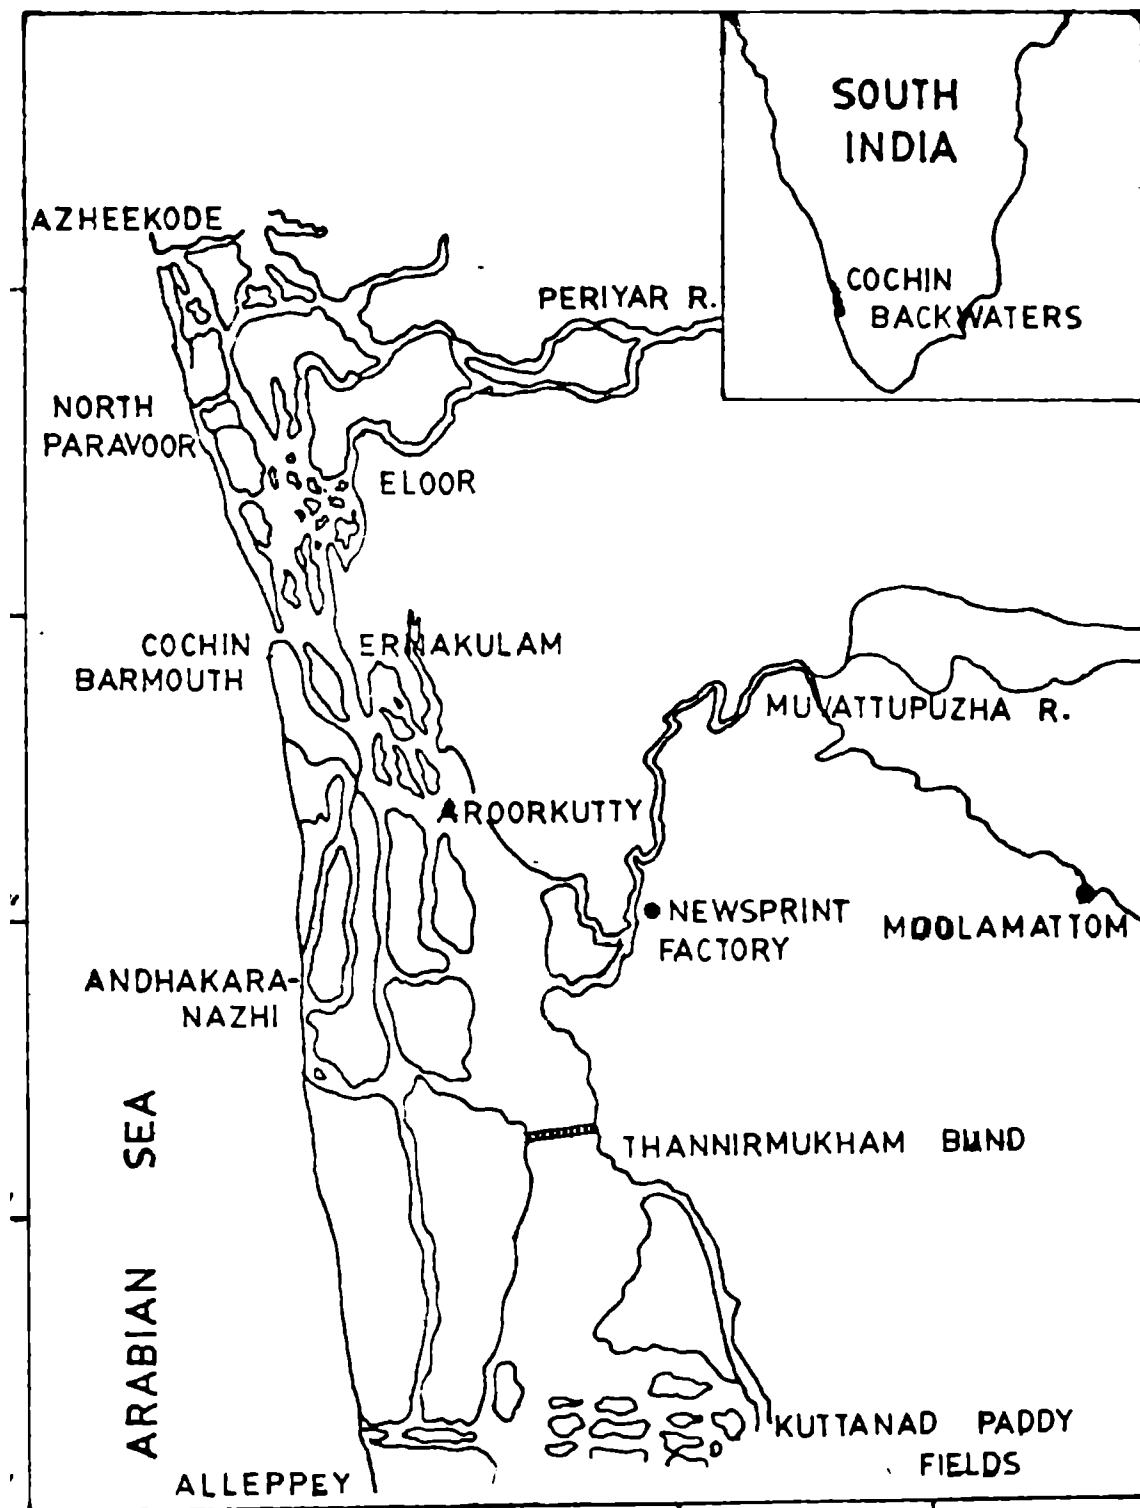 SOUTH
INDIA
COCHIN
BACKWATERS
AZHEEKODE
PERIYAR R.
NORTH
PARAVOOR
ELOOR
COCHIN
BARMOUTH
ERNAKULAM
MUVATTUPUZHA R.
AROORKUTTY
NEWSPRINT
FACTORY
MOOLAMATTOM
ANDHAKARA-
NAZHI
THANNIRMUKHAM BUND
ARABIAN SEA
KUTTANAD PADDY
FIELDS
ALLEPPEY